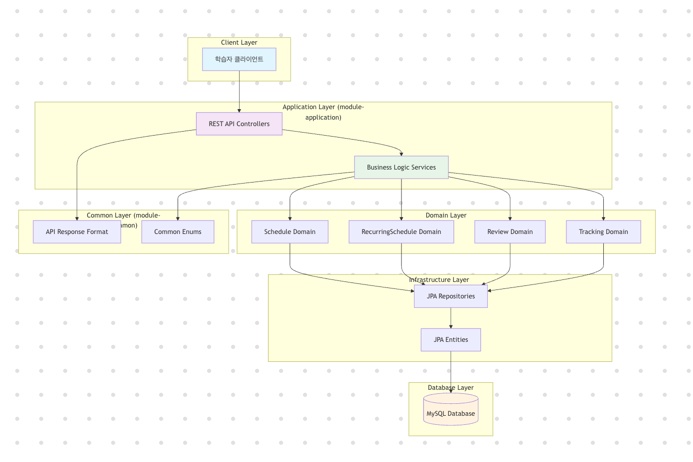 Client Layer
학습자 클라이언트
Application Layer (module-
application)
REST API Controllers
Business Logic Services
Common Layer (module-
mon)
API Response Format
Common Enums
Domain Layer
Schedule Domain
RecurringSchedule Domain
Review Domain
Tracking Domain
Infrastructure Layer
JPA Repositories
JPA Entities
Database Layer
MySQL Database